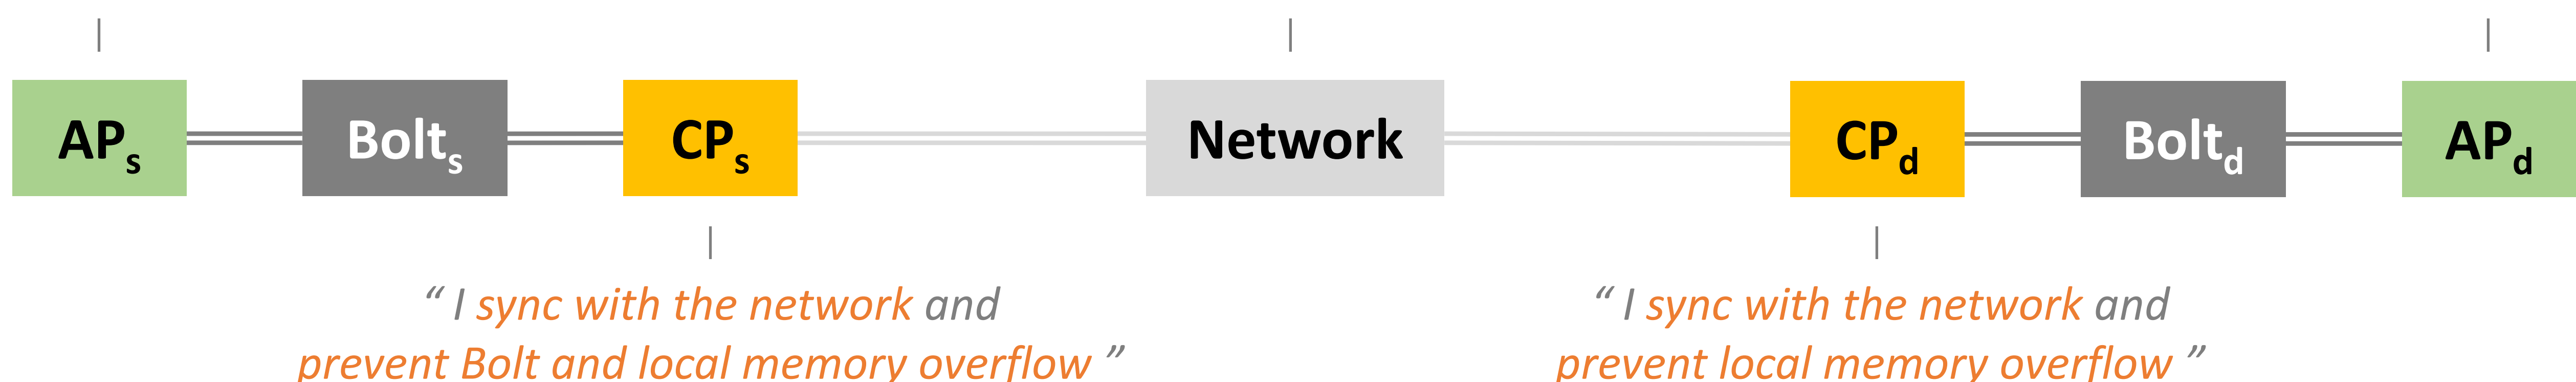 APs Bolts CPs Network CPd Boltd APd
“ I sync with the network and
prevent Bolt and local memory overflow ”
“ I sync with the network and
prevent local memory overflow ”